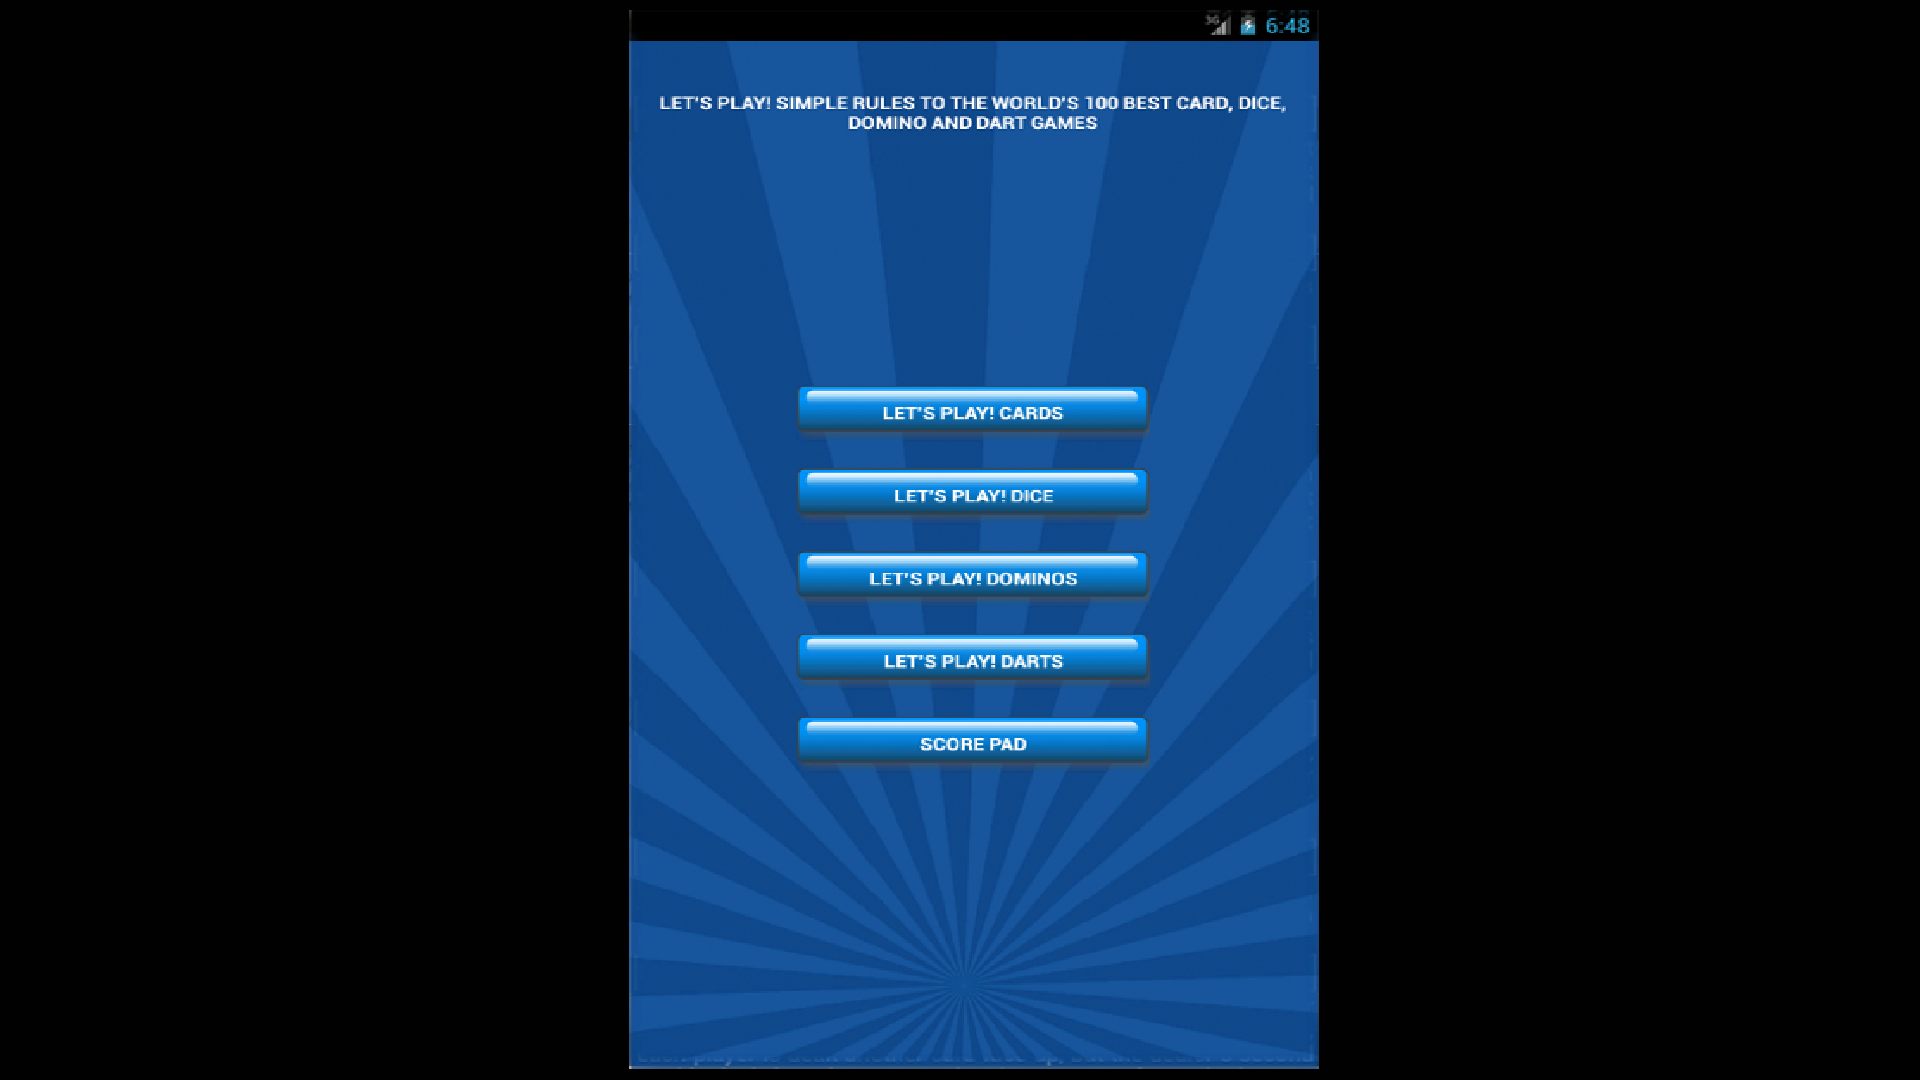 3G 6:48
LET'S PLAY! SIMPLE RULES TO THE WORLD'S 100 BEST CARD, DICE,
DOMINO AND DART GAMES
LET'S PLAY! CARDS
LET'S PLAY! DICE
LET'S PLAY! DOMINOS
LET'S PLAY! DARTS
SCORE PAD